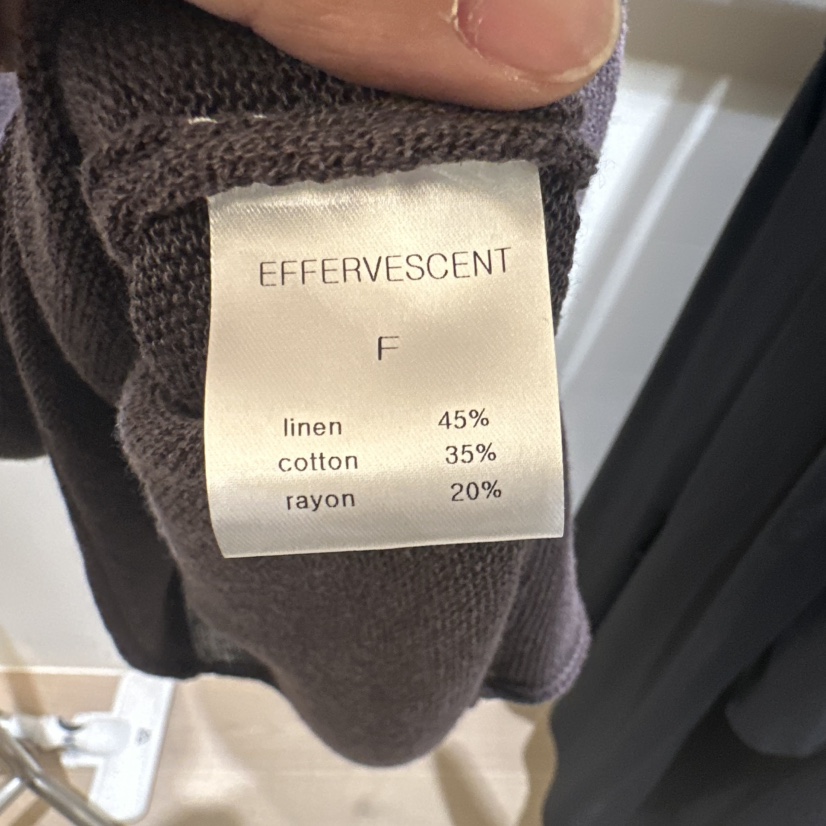 EFFERVESCENT
F
linen 45%
cotton 35%
rayon 20%